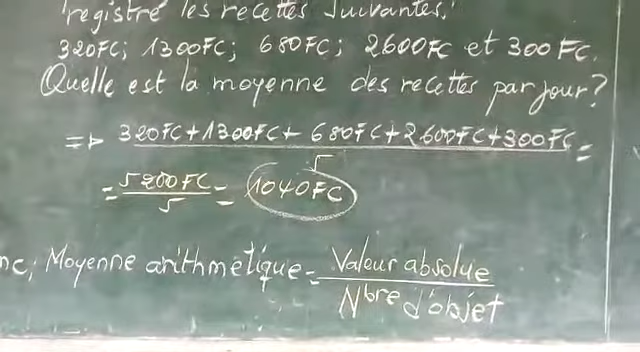 registre les recettes suivantes:
320FC; 1300FC; 680FC; 2600FC et 300FC.
Quelle est la moyenne des recettes par jour?
=> 320FC+1300FC+680FC+2600FC+300FC =
5
= 5200FC = 1040FC
5
nc; Moyenne arithmétique = Valeur absolue
Nbre d'objet